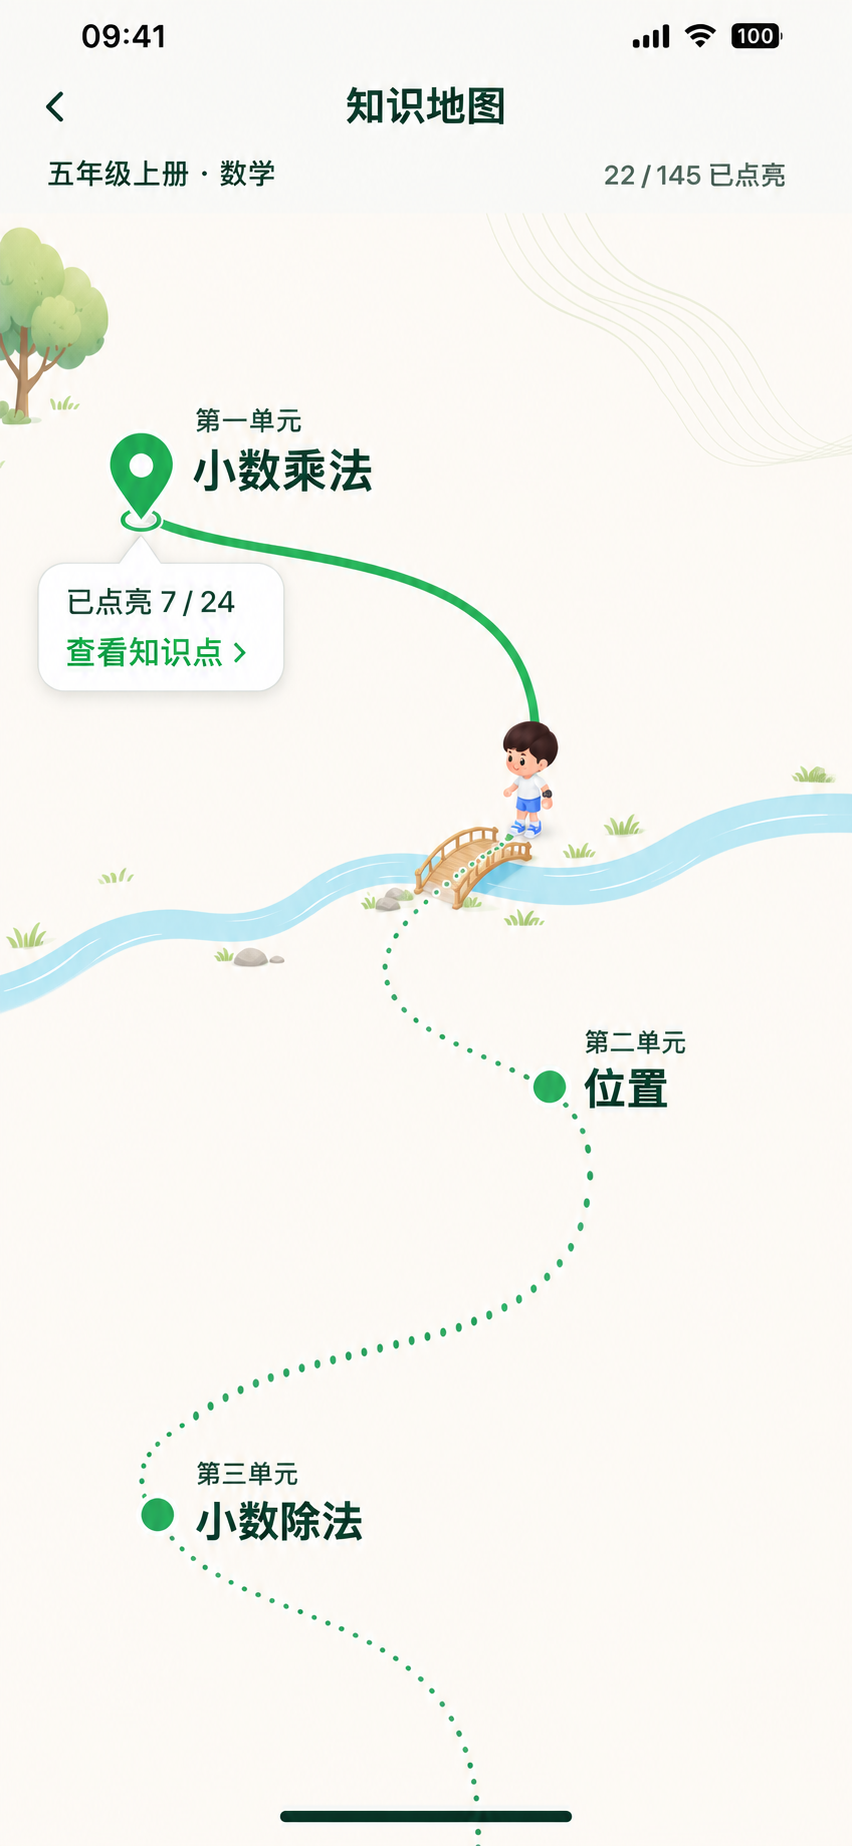 09:41
100
知识地图
五年级上册 · 数学
22 / 145 已点亮
第一单元
小数乘法
已点亮 7 / 24
查看知识点 >
第二单元
位置
第三单元
小数除法